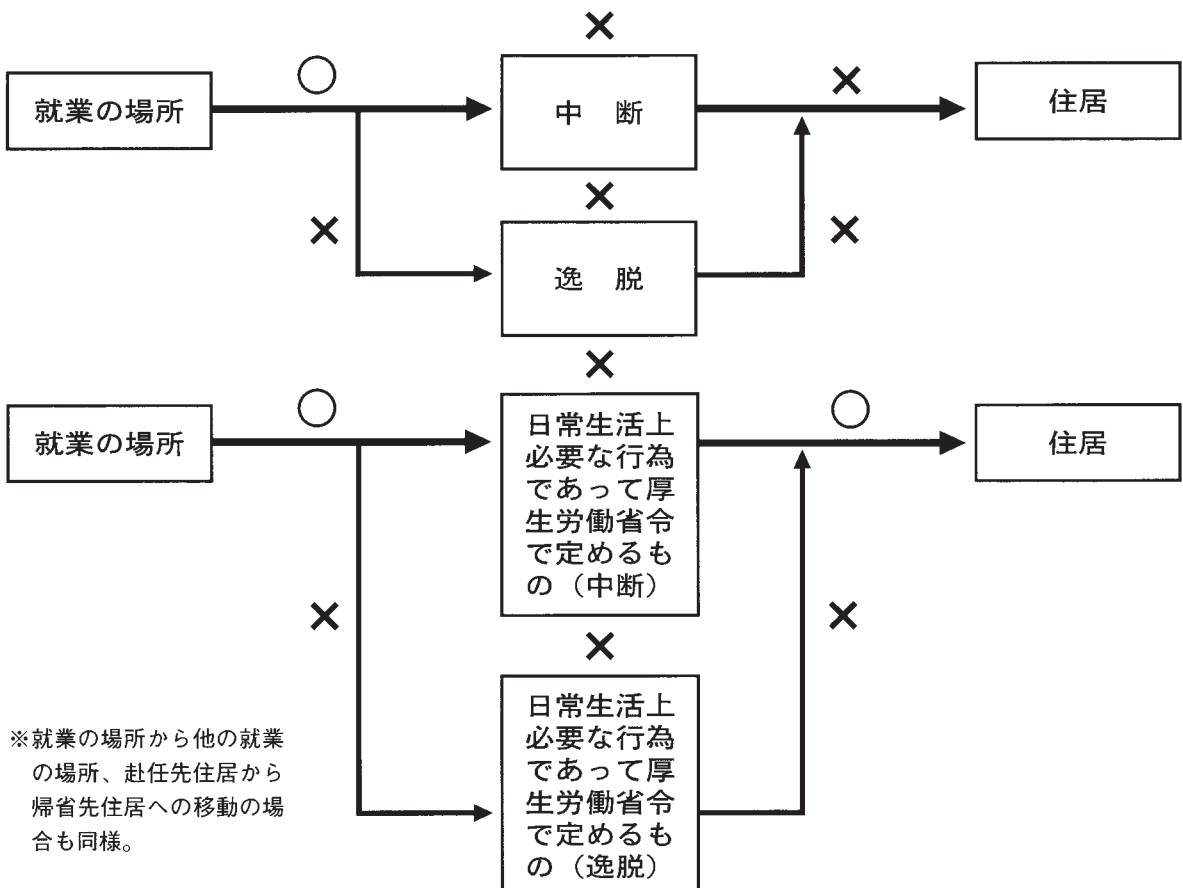 ×
○
×
就業の場所
中　断
住居
×
×
×
逸　脱
×
○
○
就業の場所
日常生活上
必要な行為
であって厚
生労働省令
で定めるも
の（中断）
住居
×
×
×
日常生活上
必要な行為
であって厚
生労働省令
で定めるも
の（逸脱）
※就業の場所から他の就業
の場所、赴任先住居から
帰省先住居への移動の場
合も同様。